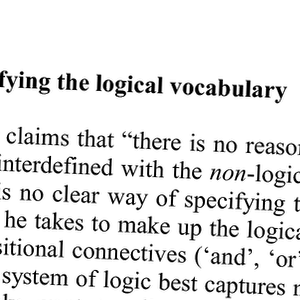 fying the logical vocabulary
claims that “there is no reason
interdefined with the non-logic
is no clear way of specifying t
he takes to make up the logica
sitional connectives (‘and’, ‘or’
system of logic best captures